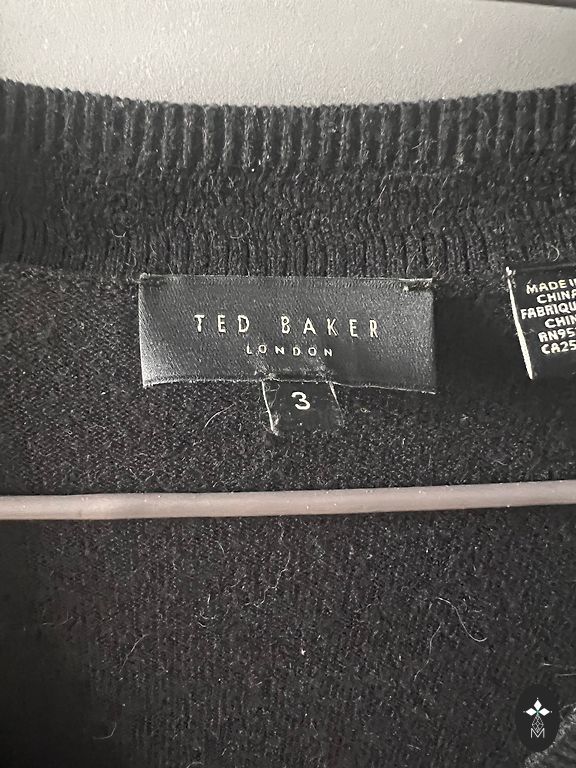 TED BAKER
LONDON
3
MADE I
CHINA
FABRIQU
CHIN
RN95
CA25
M